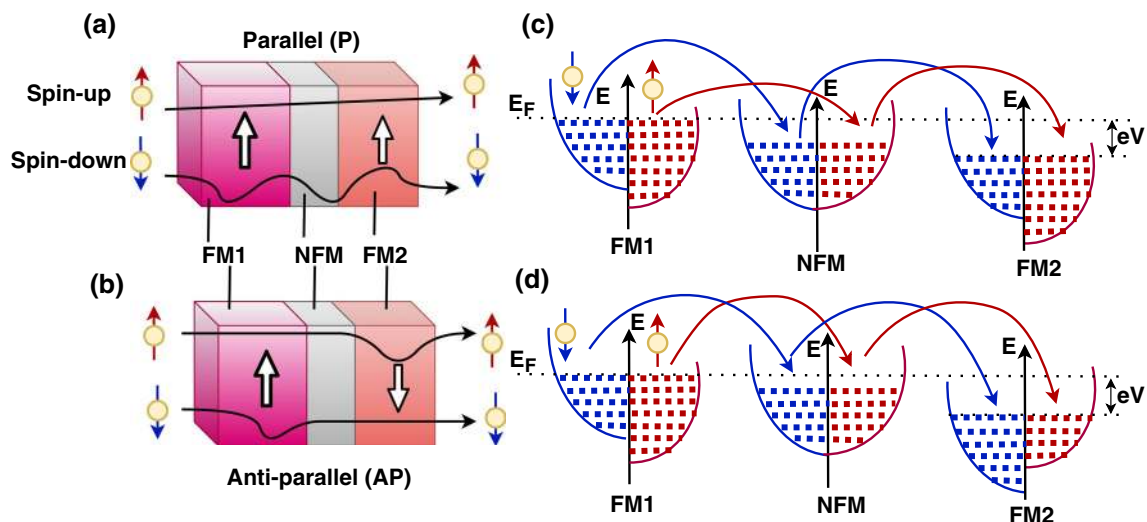 (a)
Parallel (P)
Spin-up
Spin-down
FM1
NFM
FM2
(b)
Anti-parallel (AP)
(c)
E
E
E
E_F
eV
FM1
NFM
FM2
(d)
E
E
E
E_F
eV
FM1
NFM
FM2